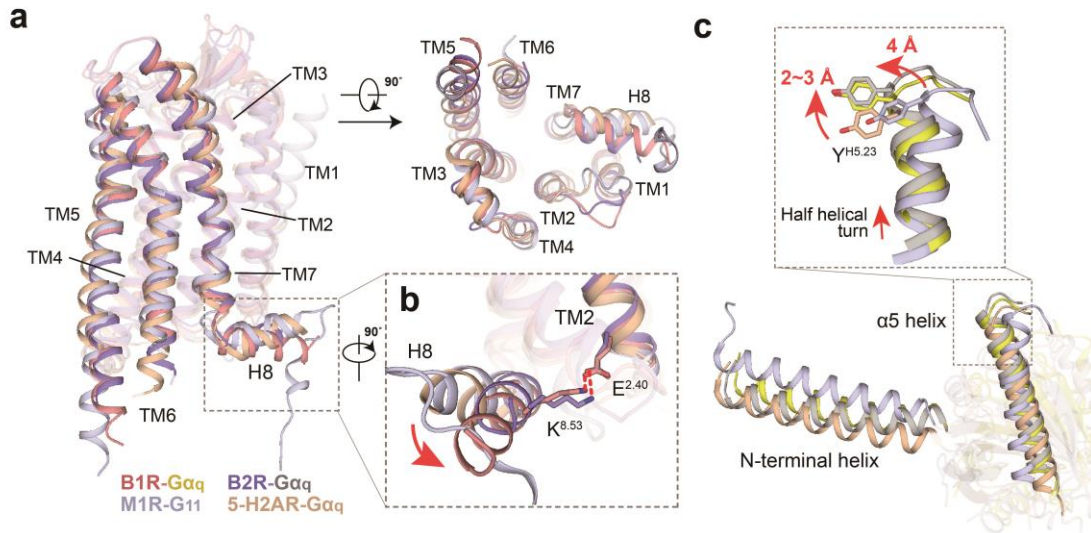 a
TM3
TM1
TM5
TM2
TM4
TM7
H8
TM6
90°
TM5
TM6
TM7
H8
TM3
TM1
TM2
TM4
90°
b
TM2
H8
E2.40
K8.53
B1R-Gαq B2R-Gαq
M1R-G11 5-H2AR-Gαq
c
4 Å
2~3 Å
YH5.23
Half helical
turn
α5 helix
N-terminal helix